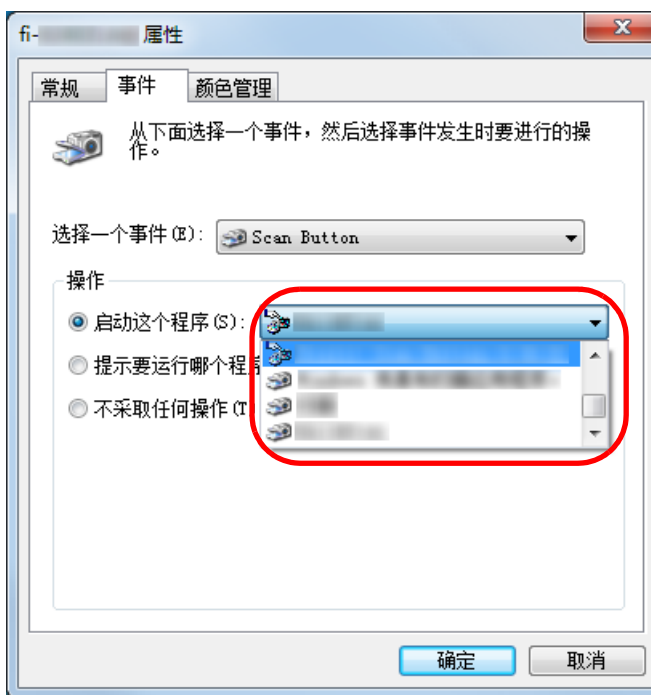 fi- 属性
常规 事件 颜色管理
从下面选择一个事件，然后选择事件发生时要进行的操
作。
选择一个事件(E): Scan Button
操作
启动这个程序(S):
提示要运行哪个程
不采取任何操作(T
确定 取消